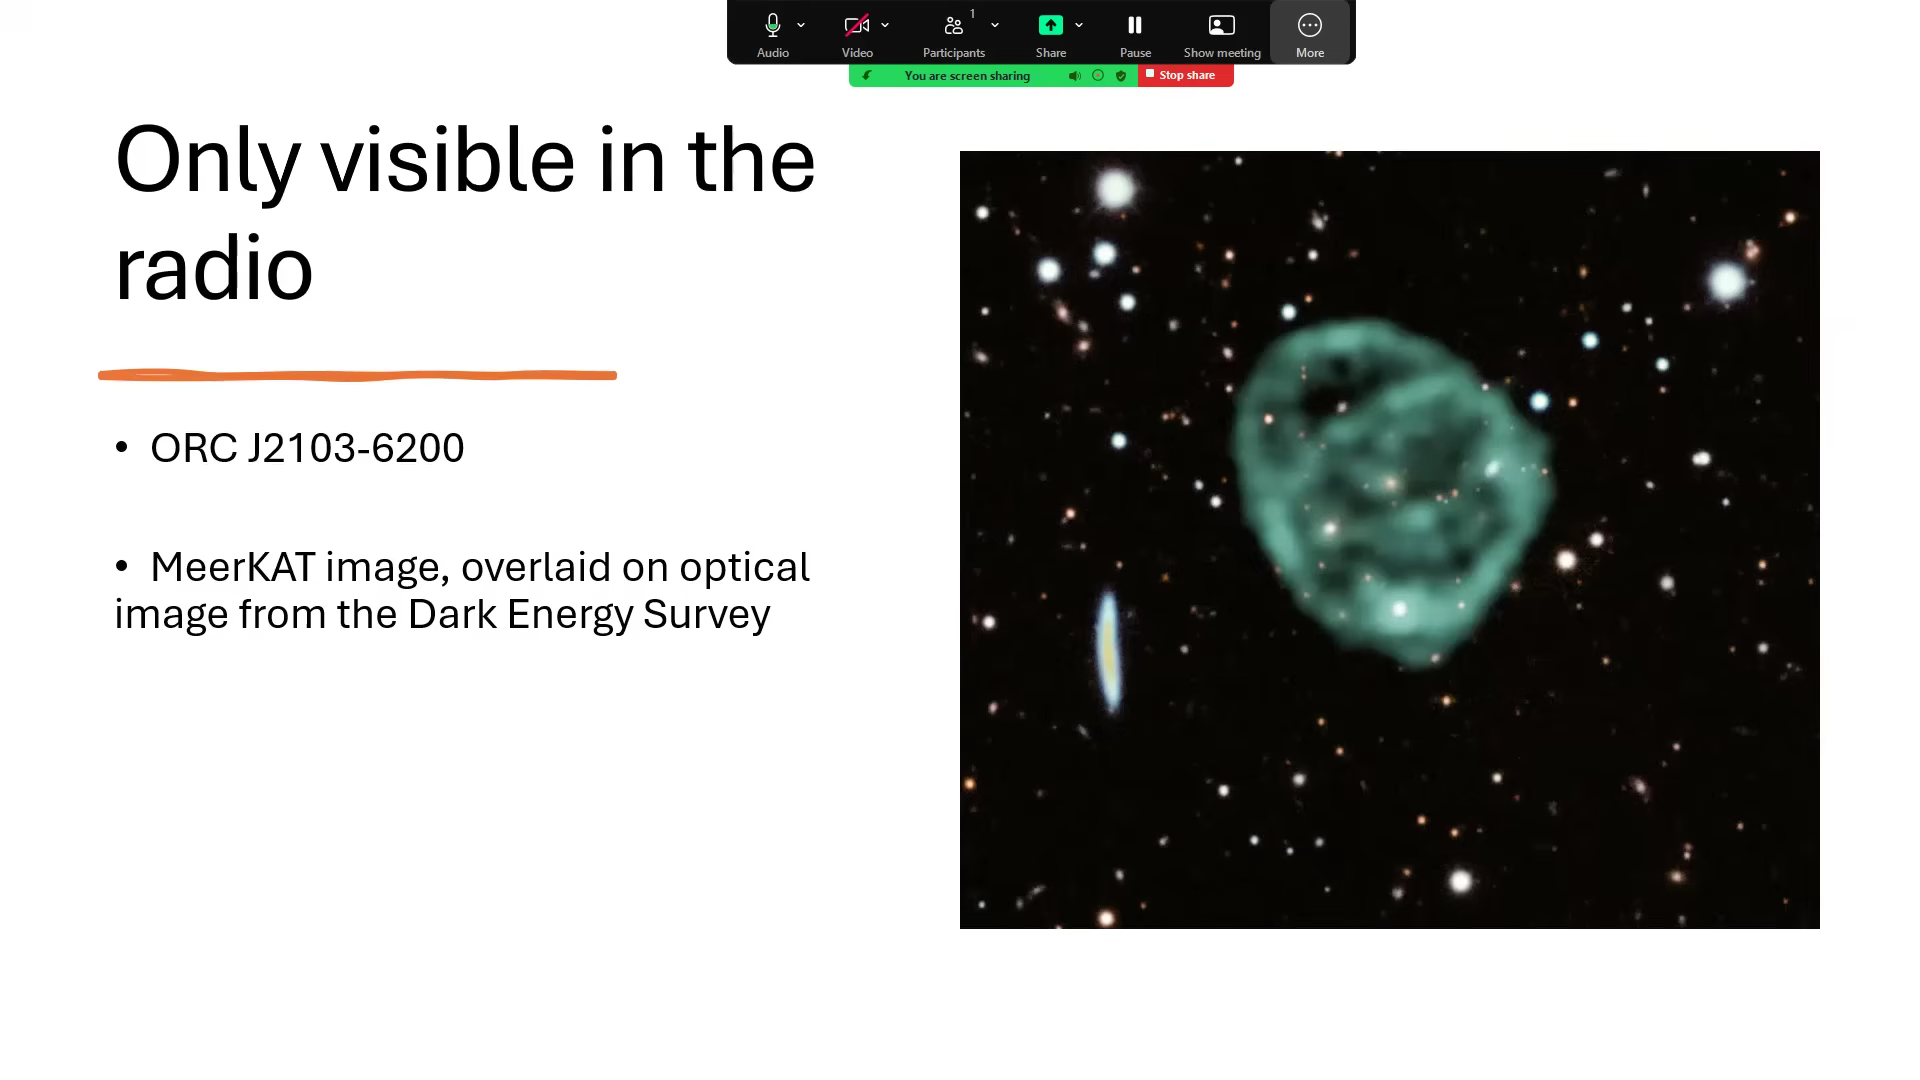 1
Audio
Video
Participants
Share
Pause
Show meeting
More
You are screen sharing
Stop share
Only visible in the
radio
• ORC J2103-6200
• MeerKAT image, overlaid on optical
image from the Dark Energy Survey